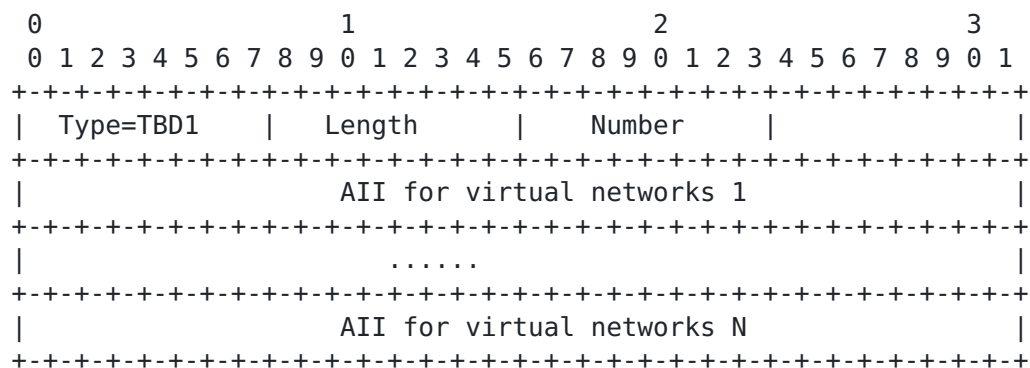 0                   1                   2                   3
 0 1 2 3 4 5 6 7 8 9 0 1 2 3 4 5 6 7 8 9 0 1 2 3 4 5 6 7 8 9 0 1
+-+-+-+-+-+-+-+-+-+-+-+-+-+-+-+-+-+-+-+-+-+-+-+-+-+-+-+-+-+-+-+-+
|  Type=TBD1    |   Length      |    Number     |               |
+-+-+-+-+-+-+-+-+-+-+-+-+-+-+-+-+-+-+-+-+-+-+-+-+-+-+-+-+-+-+-+-+
|                    AII for virtual networks 1                 |
+-+-+-+-+-+-+-+-+-+-+-+-+-+-+-+-+-+-+-+-+-+-+-+-+-+-+-+-+-+-+-+-+
|                       ......                                  |
+-+-+-+-+-+-+-+-+-+-+-+-+-+-+-+-+-+-+-+-+-+-+-+-+-+-+-+-+-+-+-+-+
|                    AII for virtual networks N                 |
+-+-+-+-+-+-+-+-+-+-+-+-+-+-+-+-+-+-+-+-+-+-+-+-+-+-+-+-+-+-+-+-+